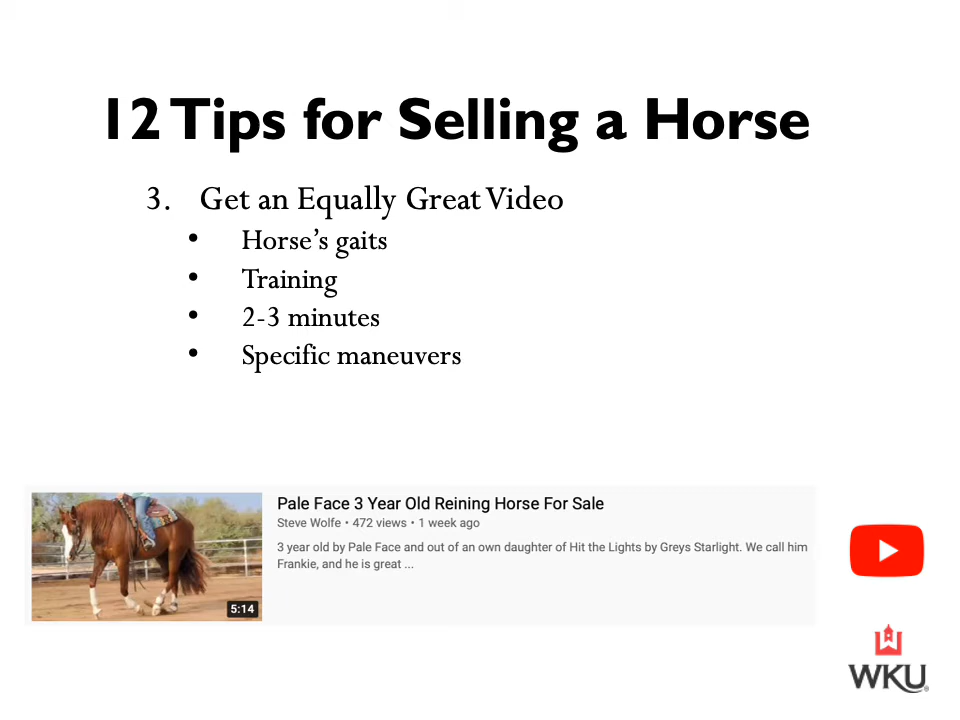 12 Tips for Selling a Horse
3. Get an Equally Great Video
• Horse’s gaits
• Training
• 2-3 minutes
• Specific maneuvers
Pale Face 3 Year Old Reining Horse For Sale
Steve Wolfe • 472 views • 1 week ago
3 year old by Pale Face and out of an own daughter of Hit the Lights by Greys Starlight. We call him
Frankie, and he is great ...
5:14
WKU®